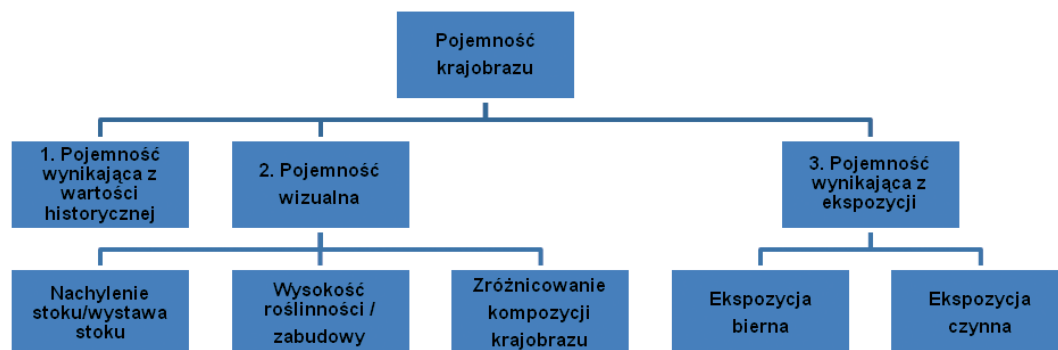 Pojemność
krajobrazu
1. Pojemność
wynikająca z
wartości
historycznej
2. Pojemność
wizualna
3. Pojemność
wynikająca z
ekspozycji
Nachylenie
stoku/wystawa
stoku
Wysokość
roślinności /
zabudowy
Zróżnicowanie
kompozycji
krajobrazu
Ekspozycja
bierna
Ekspozycja
czynna